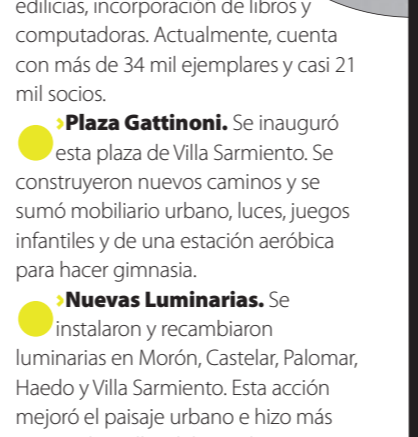 edilicias, incorporación de libros y
computadoras. Actualmente, cuenta
con más de 34 mil ejemplares y casi 21
mil socios.
›Plaza Gattinoni. Se inauguró
esta plaza de Villa Sarmiento. Se
construyeron nuevos caminos y se
sumó mobiliario urbano, luces, juegos
infantiles y de una estación aeróbica
para hacer gimnasia.
›Nuevas Luminarias. Se
instalaron y recambiaron
luminarias en Morón, Castelar, Palomar,
Haedo y Villa Sarmiento. Esta acción
mejoró el paisaje urbano e hizo más